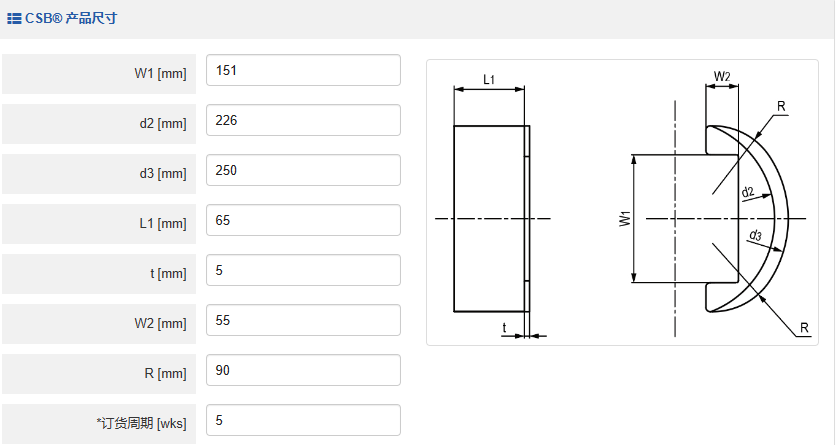 CSB® 产品尺寸
W1 [mm] 151
d2 [mm] 226
d3 [mm] 250
L1 [mm] 65
t [mm] 5
W2 [mm] 55
R [mm] 90
*订货周期 [wks] 5
L1
W2
R
d2
W1
d3
t
R